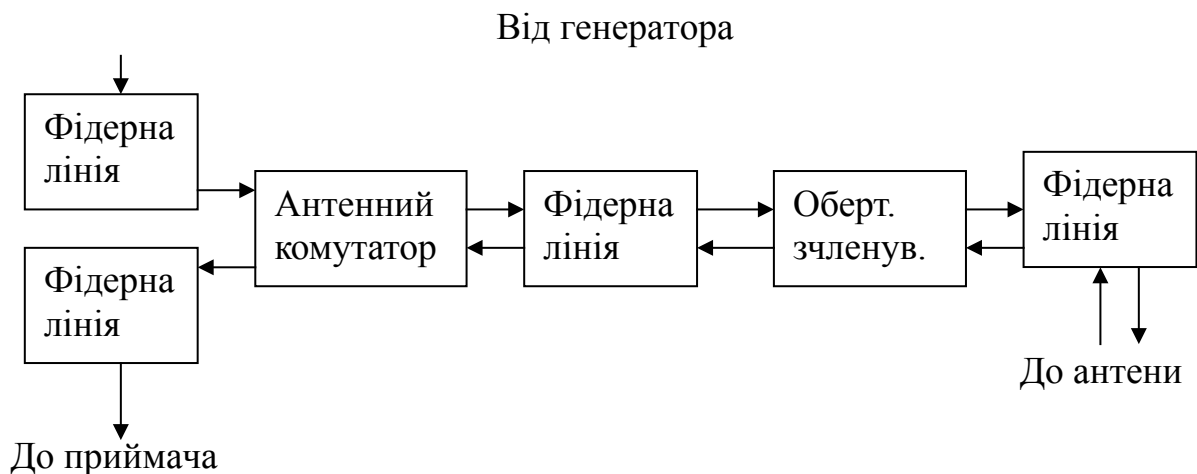 Від генератора
Фідерна
лінія
Антенний
комутатор
Фідерна
лінія
Оберт.
зчленув.
Фідерна
лінія
Фідерна
лінія
До антени
До приймача